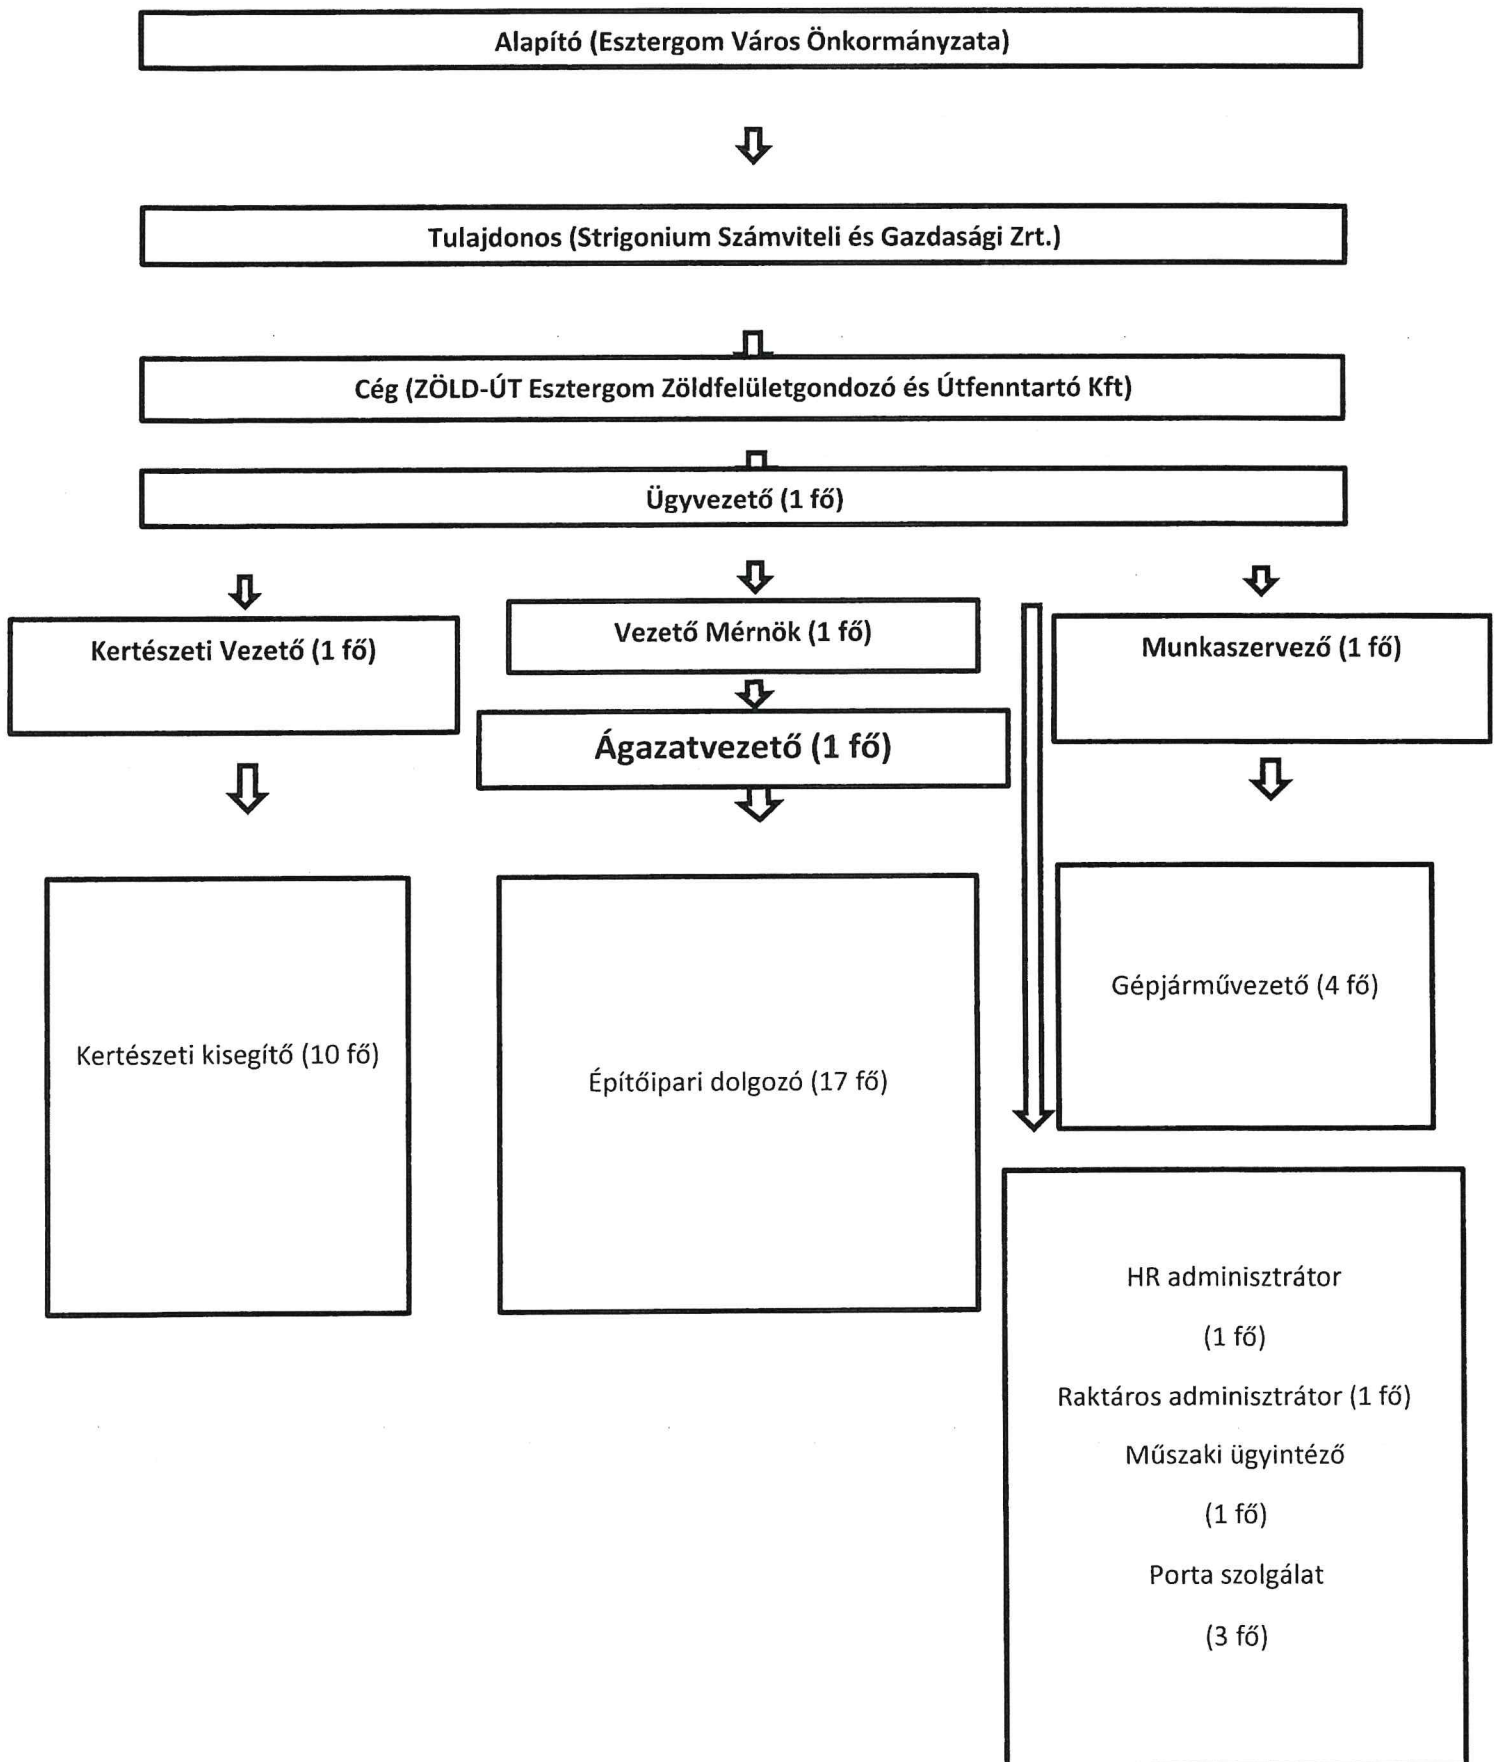 Alapító (Esztergom Város Önkormányzata)
Tulajdonos (Strigonium Számviteli és Gazdasági Zrt.)
Cég (ZÖLD-ÚT Esztergom Zöldfelületgondozó és Útfenntartó Kft)
Ügyvezető (1 fő)
Kertészeti Vezető (1 fő)
Vezető Mérnök (1 fő)
Munkaszervező (1 fő)
Ágazatvezető (1 fő)
Kertészeti kisegítő (10 fő)
Építőipari dolgozó (17 fő)
Gépjárművezető (4 fő)
HR adminisztrátor
(1 fő)
Raktáros adminisztrátor (1 fő)
Műszaki ügyintéző
(1 fő)
Porta szolgálat
(3 fő)